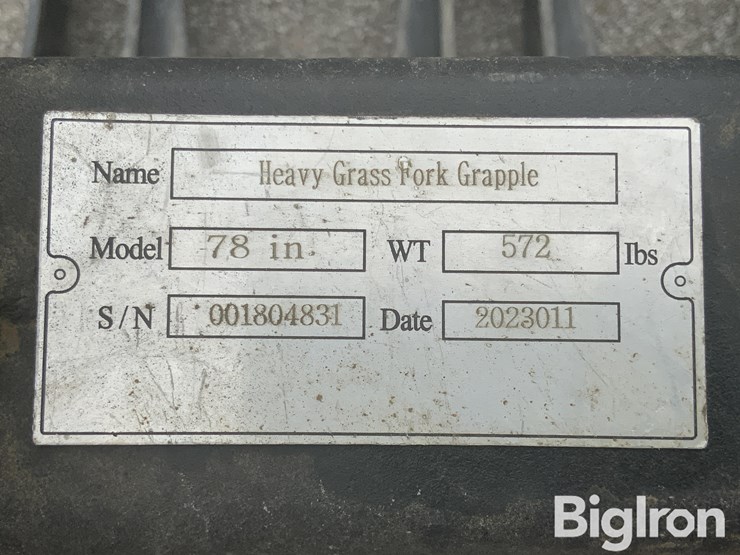 Name Heavy Grass Fork Grapple
Model 78 in. WT 572 lbs
S/N 001804831 Date 2023011
BigIron